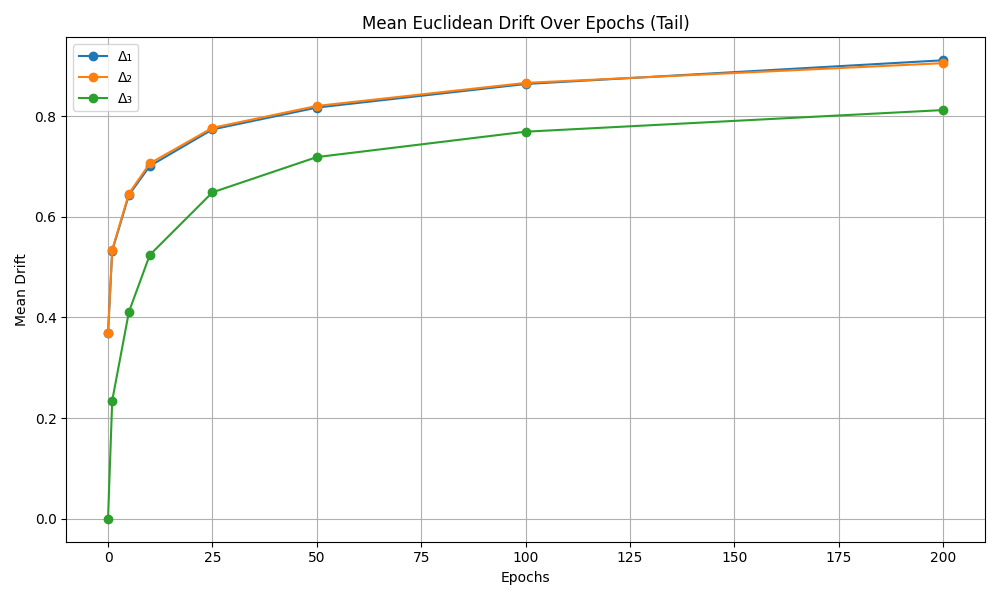 Mean Euclidean Drift Over Epochs (Tail)
Δ₁
Δ₂
Δ₃
Mean Drift
0.8
0.6
0.4
0.2
0.0
0 25 50 75 100 125 150 175 200
Epochs